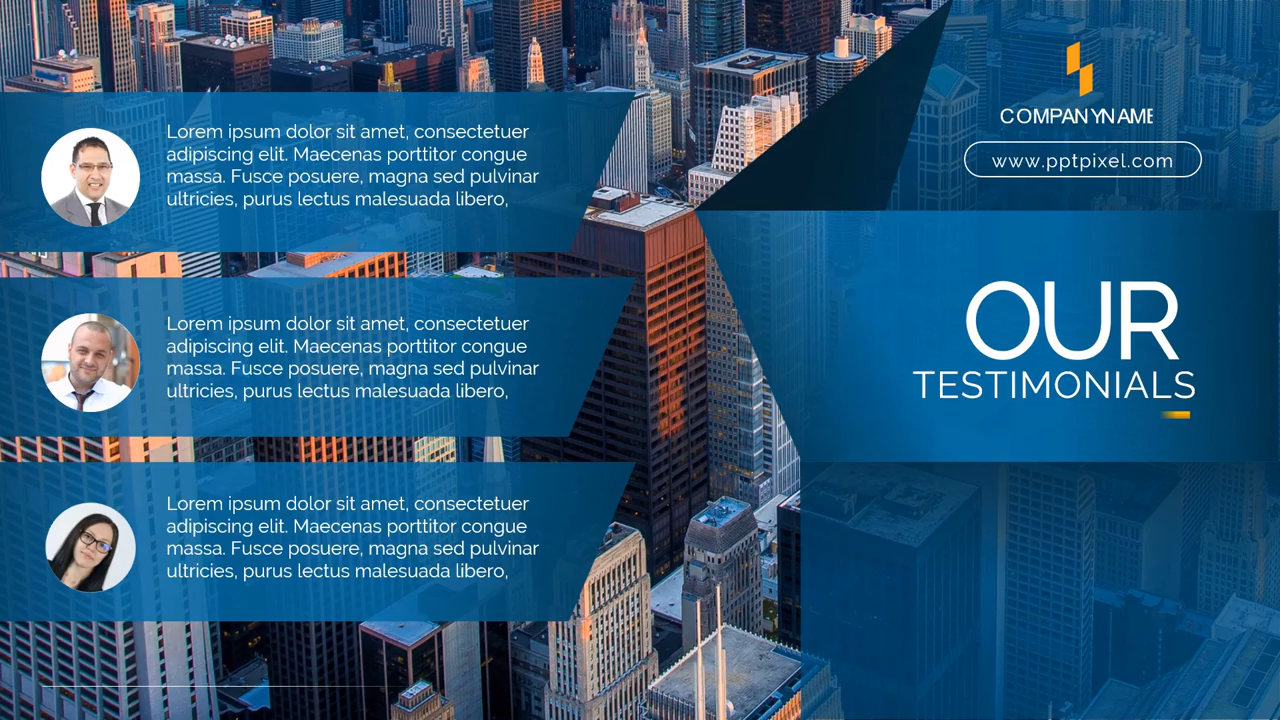 Lorem ipsum dolor sit amet, consectetuer
adipiscing elit. Maecenas porttitor congue
massa. Fusce posuere, magna sed pulvinar
ultricies, purus lectus malesuada libero,
Lorem ipsum dolor sit amet, consectetuer
adipiscing elit. Maecenas porttitor congue
massa. Fusce posuere, magna sed pulvinar
ultricies, purus lectus malesuada libero,
Lorem ipsum dolor sit amet, consectetuer
adipiscing elit. Maecenas porttitor congue
massa. Fusce posuere, magna sed pulvinar
ultricies, purus lectus malesuada libero,
COMPANYNAME
www.pptpixel.com
OUR
TESTIMONIALS